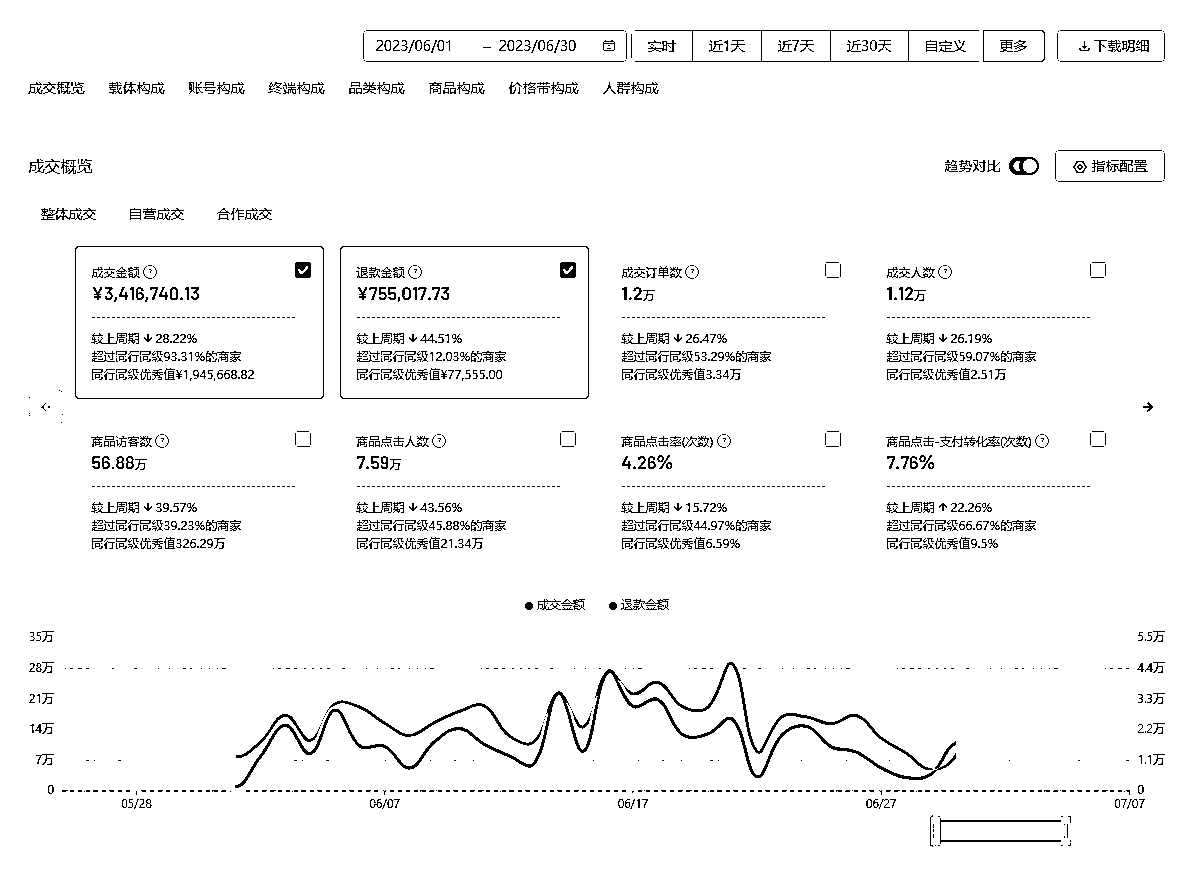 2023/06/01 – 2023/06/30 实时 近1天 近7天 近30天 自定义 更多 下载明细
成交概览 载体构成 账号构成 终端构成 品类构成 商品构成 价格带构成 人群构成
成交概览 趋势对比 指标配置
整体成交 自营成交 合作成交
成交金额 ? 退款金额 ? 成交订单数 ? 成交人数 ?
¥3,416,740.13 ¥755,017.73 1.2万 1.12万
较上周期 ↓ 28.22% 较上周期 ↓ 44.51% 较上周期 ↓ 26.47% 较上周期 ↓ 26.19%
超过同行同级93.31%的商家 超过同行同级12.03%的商家 超过同行同级53.29%的商家 超过同行同级59.07%的商家
同行同级优秀值¥1,945,668.82 同行同级优秀值¥77,555.00 同行同级优秀值3.34万 同行同级优秀值2.51万
商品访客数 ? 商品点击人数 ? 商品点击率(次数) ? 商品点击-支付转化率(次数) ?
56.88万 7.59万 4.26% 7.76%
较上周期 ↓ 39.57% 较上周期 ↓ 43.56% 较上周期 ↓ 15.72% 较上周期 ↑ 22.26%
超过同行同级39.23%的商家 超过同行同级45.88%的商家 超过同行同级44.97%的商家 超过同行同级66.67%的商家
同行同级优秀值326.29万 同行同级优秀值21.34万 同行同级优秀值6.59% 同行同级优秀值9.5%
成交金额 退款金额
35万 5.5万
28万 4.4万
21万 3.3万
14万 2.2万
7万 1.1万
0 0
05/28 06/07 06/17 06/27 07/07